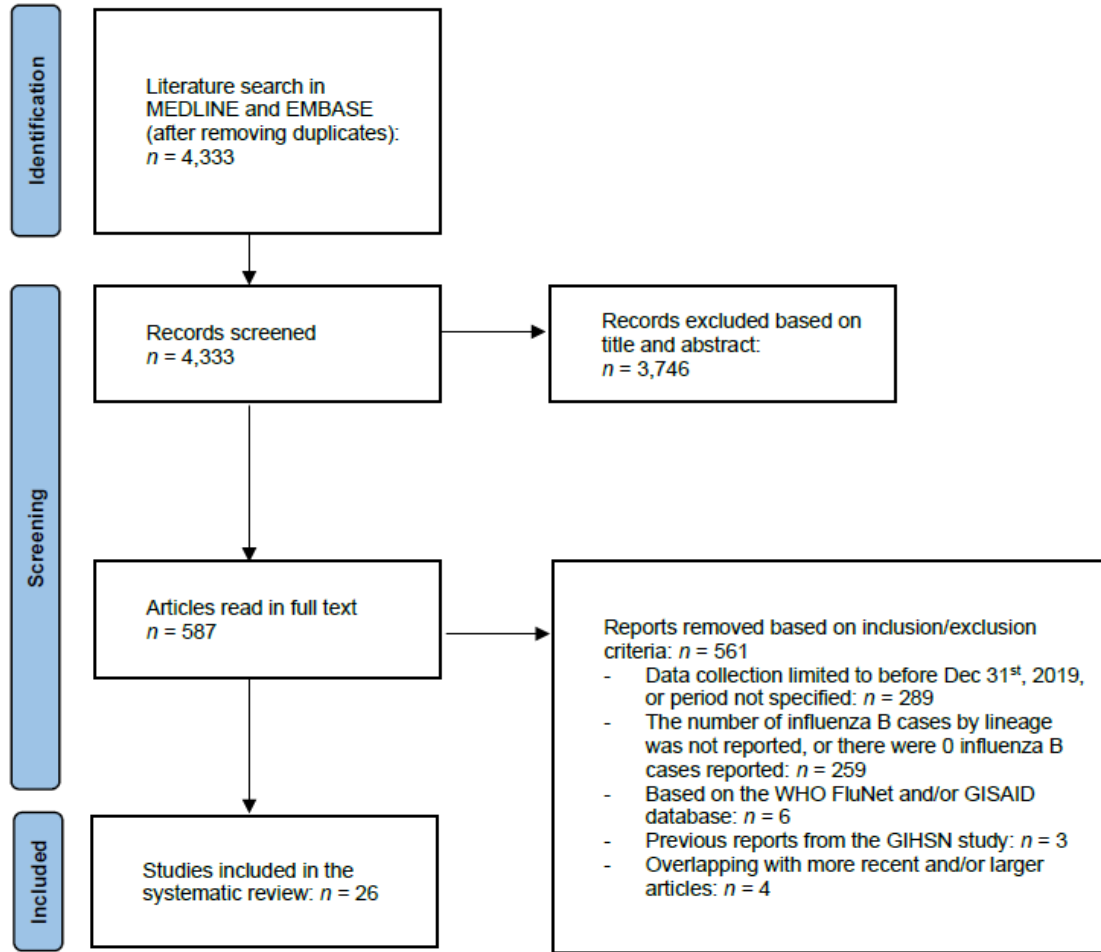 Identification
Literature search in
MEDLINE and EMBASE
(after removing duplicates):
n = 4,333
Screening
Records screened
n = 4,333
Records excluded based on
title and abstract:
n = 3,746
Articles read in full text
n = 587
Reports removed based on inclusion/exclusion
criteria: n = 561
- Data collection limited to before Dec 31st, 2019,
or period not specified: n = 289
- The number of influenza B cases by lineage
was not reported, or there were 0 influenza B
cases reported: n = 259
- Based on the WHO FluNet and/or GISAID
database: n = 6
- Previous reports from the GIHSN study: n = 3
- Overlapping with more recent and/or larger
articles: n = 4
Included
Studies included in the
systematic review: n = 26